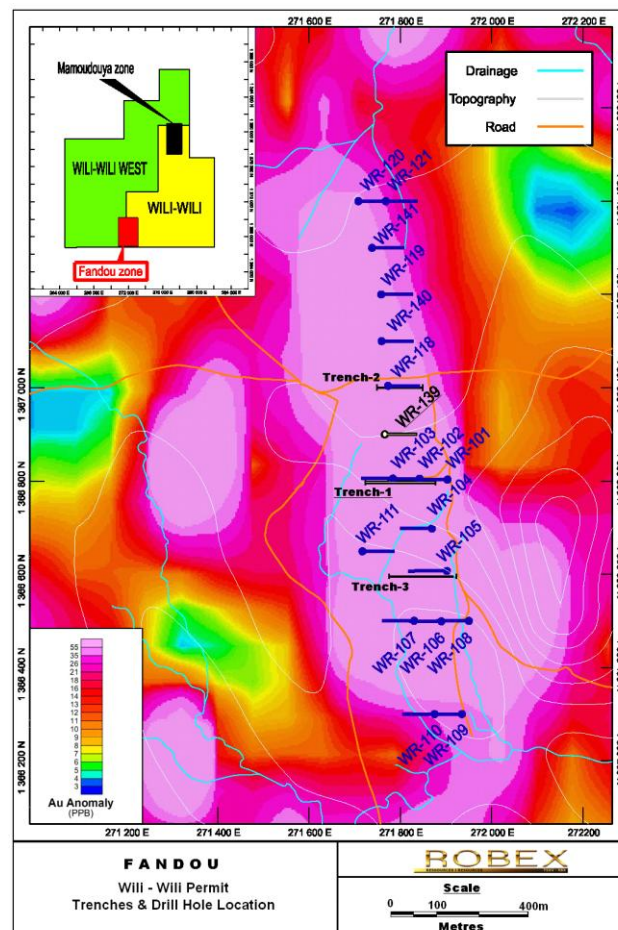 271 600 E
271 800 E
272 000 E
272 200 E
Mamoudouya zone
WILI-WILI WEST
WILI-WILI
Fandou zone
Drainage
Topography
Road
WR-120
WR-121
WR-141
WR-119
WR-140
WR-118
Trench-2
WR-139
WR-103
WR-102
WR-101
Trench-1
WR-104
WR-111
WR-105
Trench-3
WR-107
WR-106
WR-108
WR-110
WR-109
1 367 000 N
1 366 800 N
1 366 600 N
1 366 400 N
1 366 200 N
55
35
26
21
18
16
14
13
11
10
9
8
7
6
5
4
3
Au Anomaly
(PPB)
271 200 E
271 400 E
271 600 E
271 800 E
272 000 E
272200 E
FANDOU
Wili - Wili Permit
Trenches & Drill Hole Location
ROBEX
Scale
0 100 400m
Metres